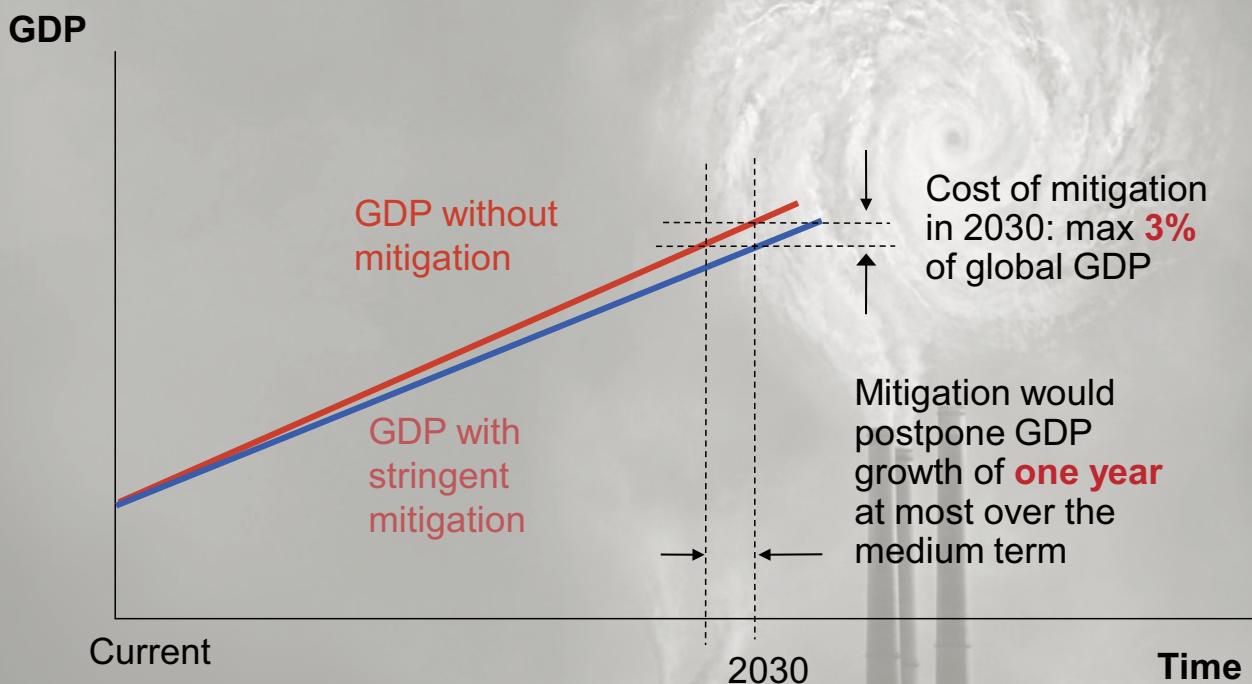 GDP
GDP without
mitigation
Cost of mitigation
in 2030: max 3%
of global GDP
GDP with
stringent
mitigation
Mitigation would
postpone GDP
growth of one year
at most over the
medium term
Current
2030
Time